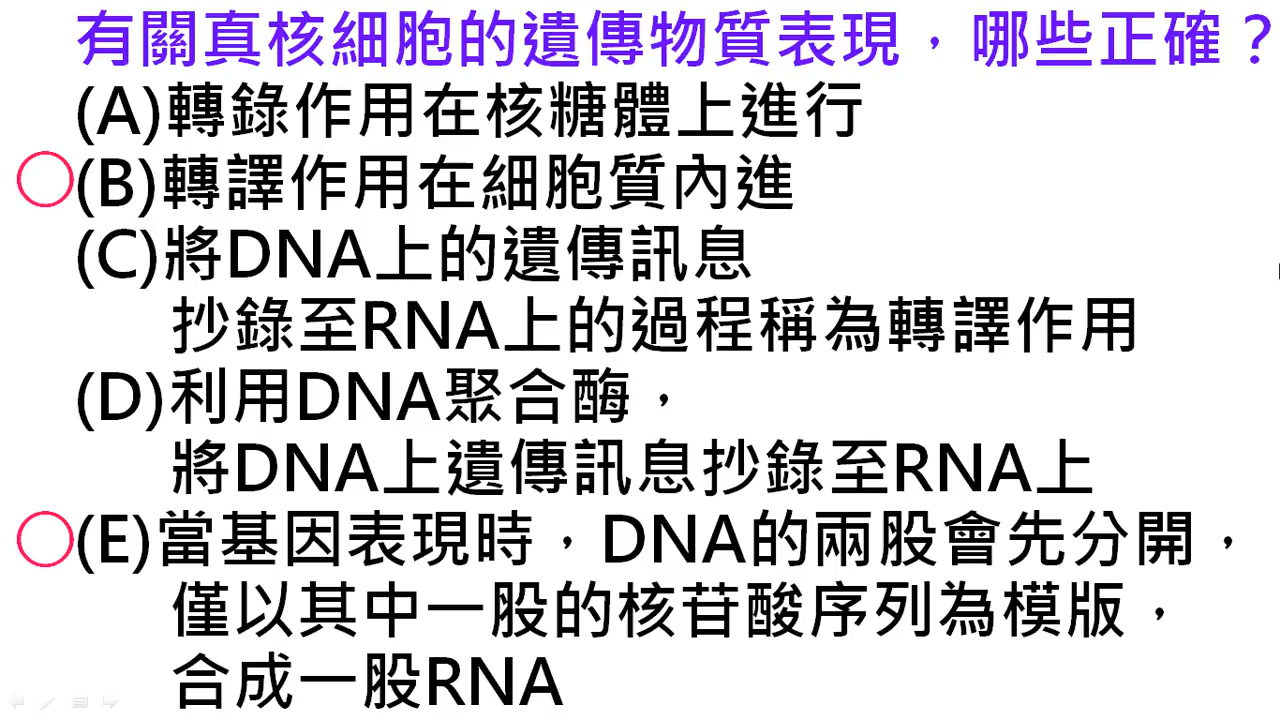 有關真核細胞的遺傳物質表現，哪些正確？
(A)轉錄作用在核糖體上進行
(B)轉譯作用在細胞質內進
(C)將DNA上的遺傳訊息
抄錄至RNA上的過程稱為轉譯作用
(D)利用DNA聚合酶，
將DNA上遺傳訊息抄錄至RNA上
(E)當基因表現時，DNA的兩股會先分開，
僅以其中一股的核苷酸序列為模版，
合成一股RNA